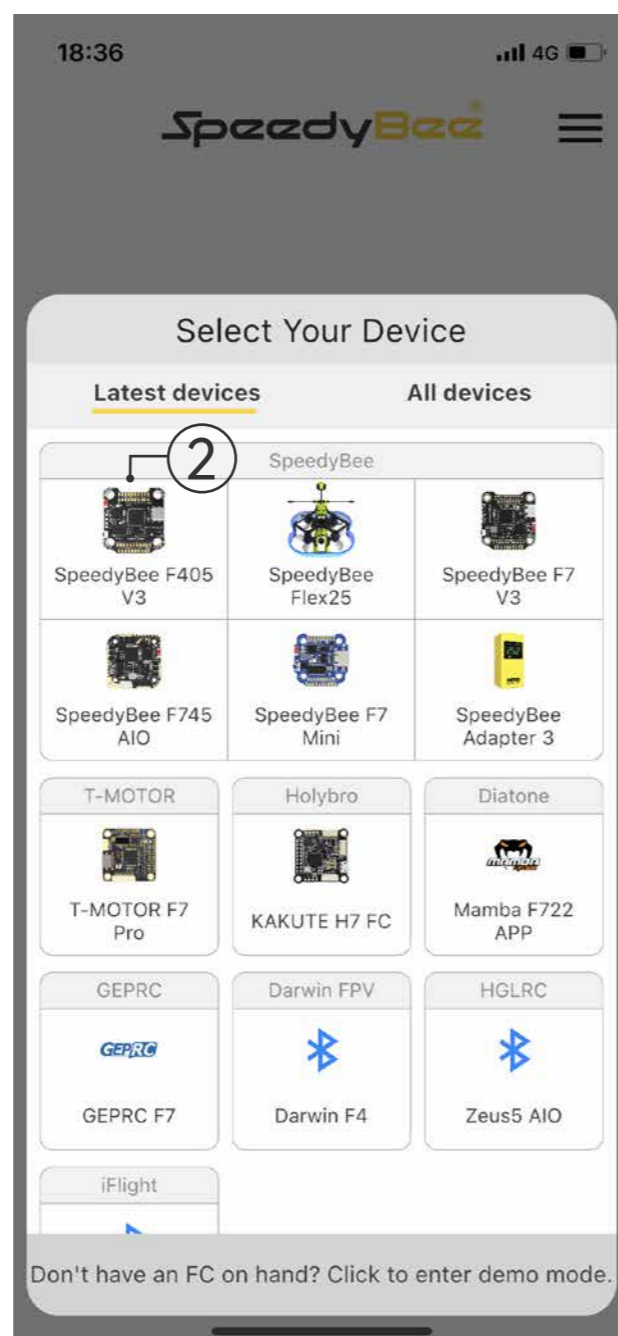 18:36 4G
SpeedyBee
Select Your Device
Latest devices All devices
2
SpeedyBee
SpeedyBee F405 V3
SpeedyBee Flex25
SpeedyBee F7 V3
SpeedyBee F745 AIO
SpeedyBee F7 Mini
SpeedyBee Adapter 3
T-MOTOR
T-MOTOR F7 Pro
Holybro
KAKUTE H7 FC
Diatone
MAMBA
Mamba F722 APP
GEPRC
GEPRC
GEPRC F7
Darwin FPV
Darwin F4
HGLRC
Zeus5 AIO
iFlight
Don't have an FC on hand? Click to enter demo mode.